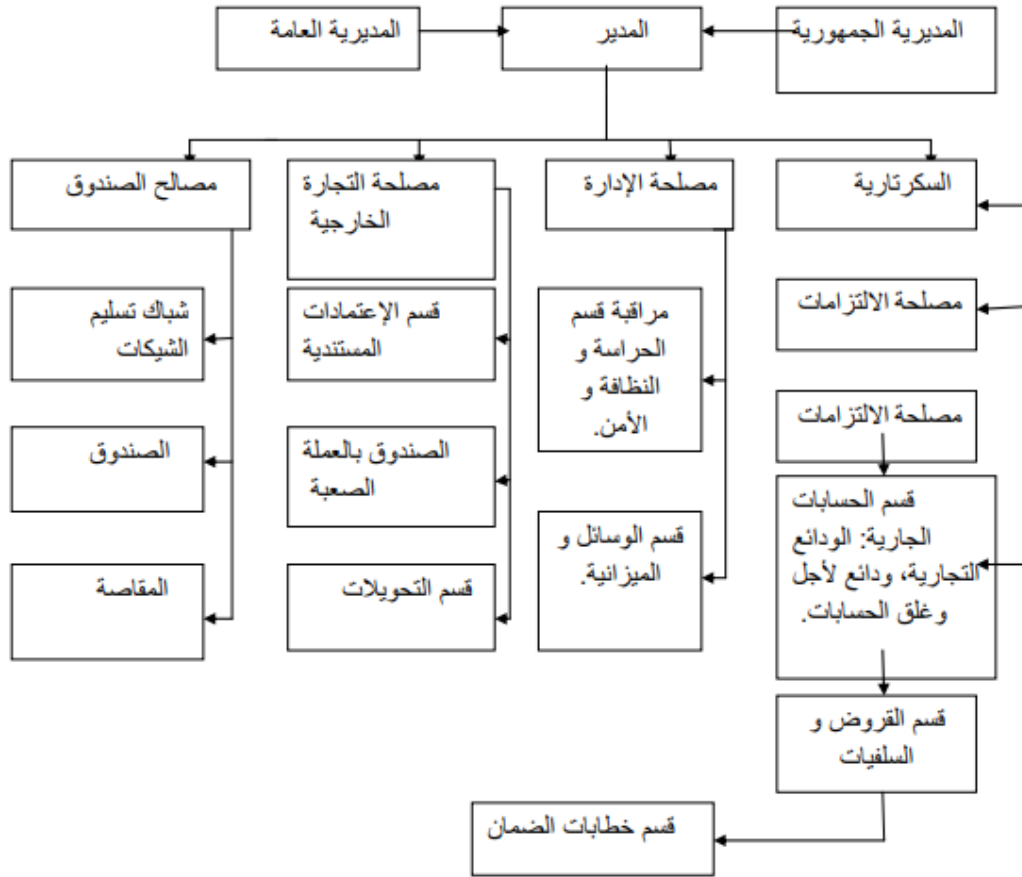 المديرية الجمهورية
المدير
المديرية العامة
السكرتارية
مصلحة الإدارة
مصلحة التجارة
الخارجية
مصالح الصندوق
مصلحة الالتزامات
مراقبة قسم
الحراسة و
النظافة و
الأمن.
قسم الإعتمادات
المستندية
شباك تسليم
الشيكات
مصلحة الالتزامات
الصندوق بالعملة
الصعبة
الصندوق
قسم الحسابات
الجارية: الودائع
التجارية، ودائع لأجل
وغلق الحسابات.
قسم الوسائل و
الميزانية.
قسم التحويلات
المقاصة
قسم القروض و
السلفيات
قسم خطابات الضمان